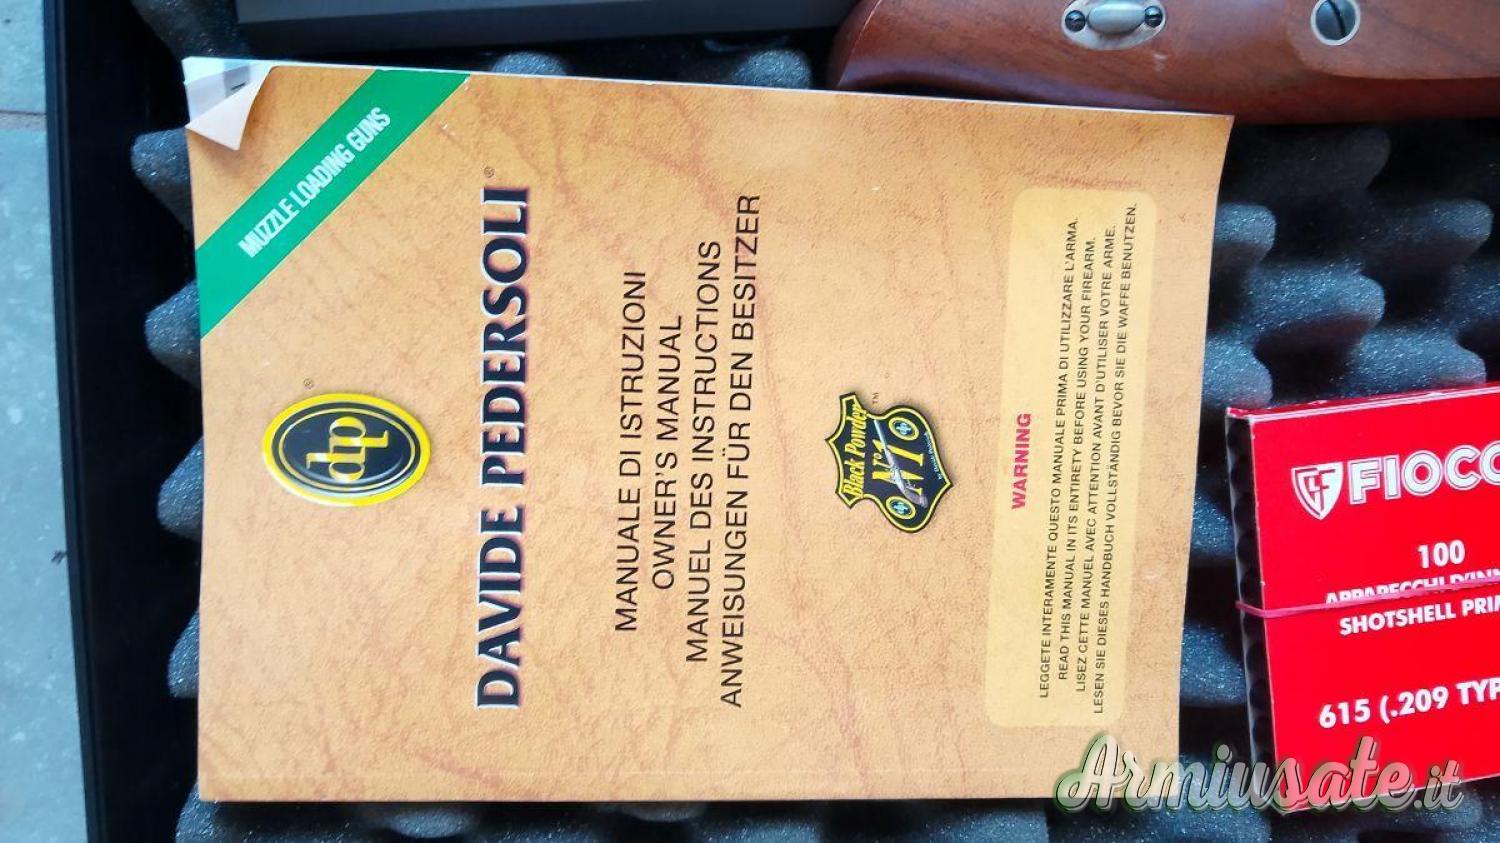 MUZZLE LOADING GUNS
dp
®
DAVIDE PEDERSOLI®
MANUALE DI ISTRUZIONI
OWNER'S MANUAL
MANUEL DES INSTRUCTIONS
ANWEISUNGEN FÜR DEN BESITZER
Black Powder
N°1
TM
WARNING
LEGGETE INTERAMENTE QUESTO MANUALE PRIMA DI UTILIZZARE L'ARMA.
READ THIS MANUAL IN ITS ENTIRETY BEFORE USING YOUR FIREARM.
LISEZ CETTE MANUEL AVEC ATTENTION AVANT D'UTILISER VOTRE ARME.
LESEN SIE DIESES HANDBUCH VOLLSTÄNDIG BEVOR SIE DIE WAFFE BENUTZEN.
FIOCC
100
SHOTSHELL PRI
615 (.209 TYP
Armiusate.it